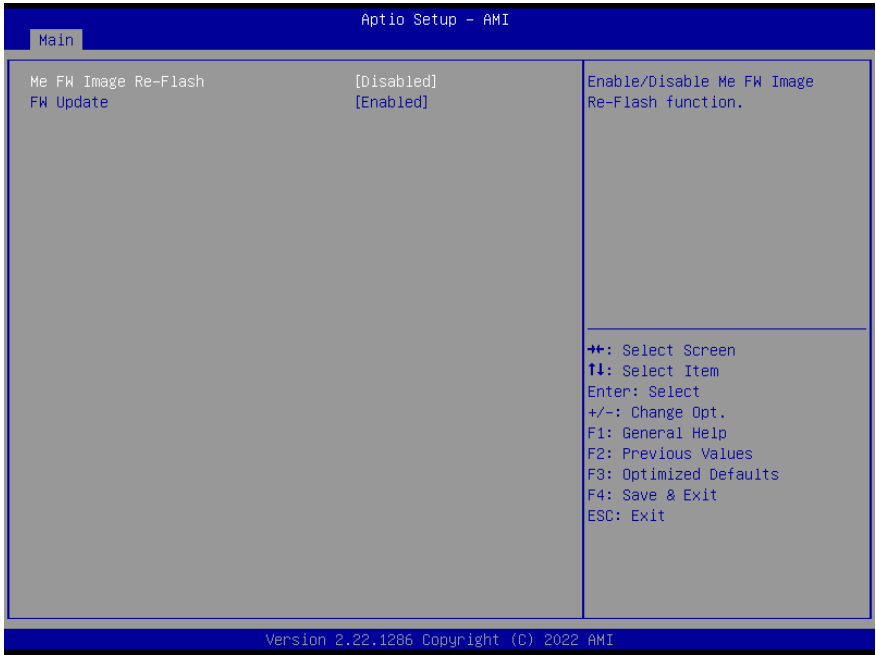 Aptio Setup – AMI
Main
Me FW Image Re-Flash [Disabled]
FW Update [Enabled]
Enable/Disable Me FW Image
Re-Flash function.
→←: Select Screen
↑↓: Select Item
Enter: Select
+/-: Change Opt.
F1: General Help
F2: Previous Values
F3: Optimized Defaults
F4: Save & Exit
ESC: Exit
Version 2.22.1286 Copyright (C) 2022 AMI